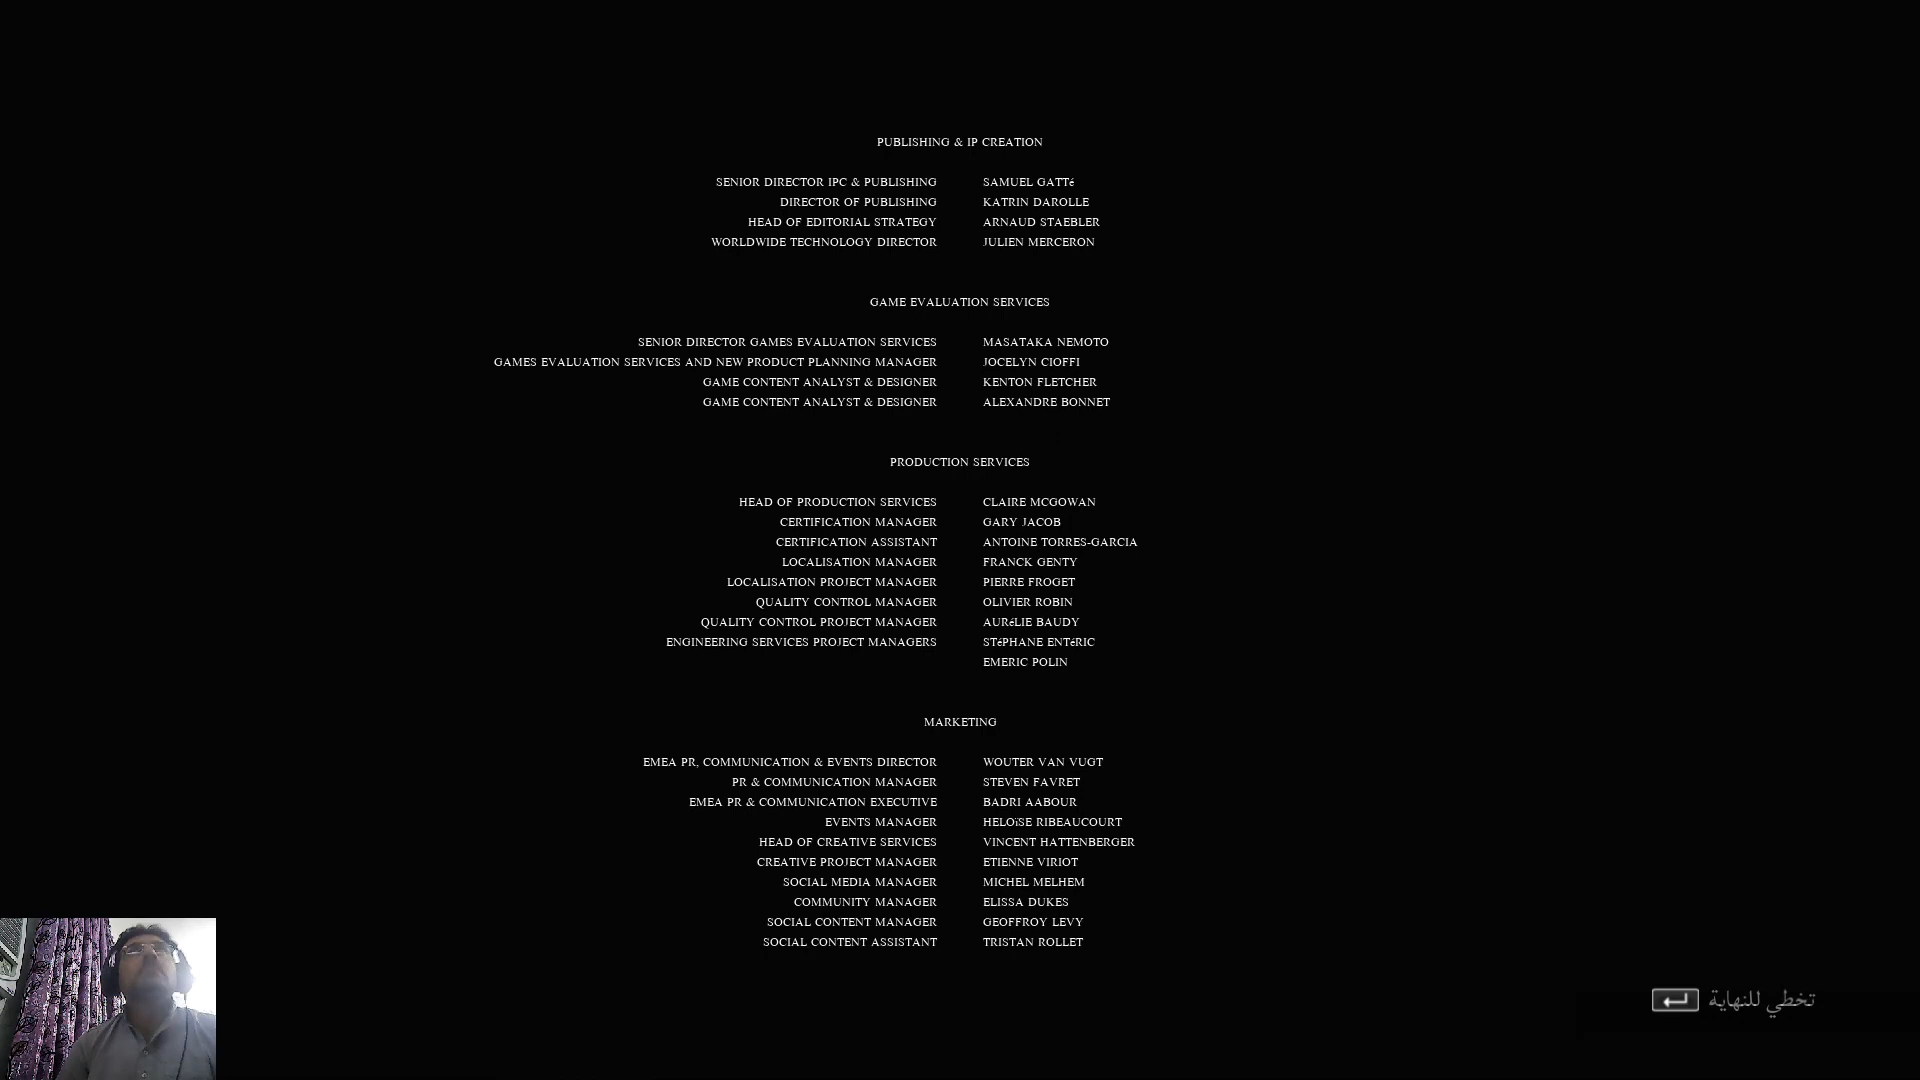 PUBLISHING & IP CREATION
SENIOR DIRECTOR IPC & PUBLISHING SAMUEL GATTé
DIRECTOR OF PUBLISHING KATRIN DAROLLE
HEAD OF EDITORIAL STRATEGY ARNAUD STAEBLER
WORLDWIDE TECHNOLOGY DIRECTOR JULIEN MERCERON
GAME EVALUATION SERVICES
SENIOR DIRECTOR GAMES EVALUATION SERVICES MASATAKA NEMOTO
GAMES EVALUATION SERVICES AND NEW PRODUCT PLANNING MANAGER JOCELYN CIOFFI
GAME CONTENT ANALYST & DESIGNER KENTON FLETCHER
GAME CONTENT ANALYST & DESIGNER ALEXANDRE BONNET
PRODUCTION SERVICES
HEAD OF PRODUCTION SERVICES CLAIRE MCGOWAN
CERTIFICATION MANAGER GARY JACOB
CERTIFICATION ASSISTANT ANTOINE TORRES-GARCIA
LOCALISATION MANAGER FRANCK GENTY
LOCALISATION PROJECT MANAGER PIERRE FROGET
QUALITY CONTROL MANAGER OLIVIER ROBIN
QUALITY CONTROL PROJECT MANAGER AURéLIE BAUDY
ENGINEERING SERVICES PROJECT MANAGERS STéPHANE ENTéRIC
EMERIC POLIN
MARKETING
EMEA PR, COMMUNICATION & EVENTS DIRECTOR WOUTER VAN VUGT
PR & COMMUNICATION MANAGER STEVEN FAVRET
EMEA PR & COMMUNICATION EXECUTIVE BADRI AABOUR
EVENTS MANAGER HELOïSE RIBEAUCOURT
HEAD OF CREATIVE SERVICES VINCENT HATTENBERGER
CREATIVE PROJECT MANAGER ETIENNE VIRIOT
SOCIAL MEDIA MANAGER MICHEL MELHEM
COMMUNITY MANAGER ELISSA DUKES
SOCIAL CONTENT MANAGER GEOFFROY LEVY
SOCIAL CONTENT ASSISTANT TRISTAN ROLLET
تخطي للنهاية